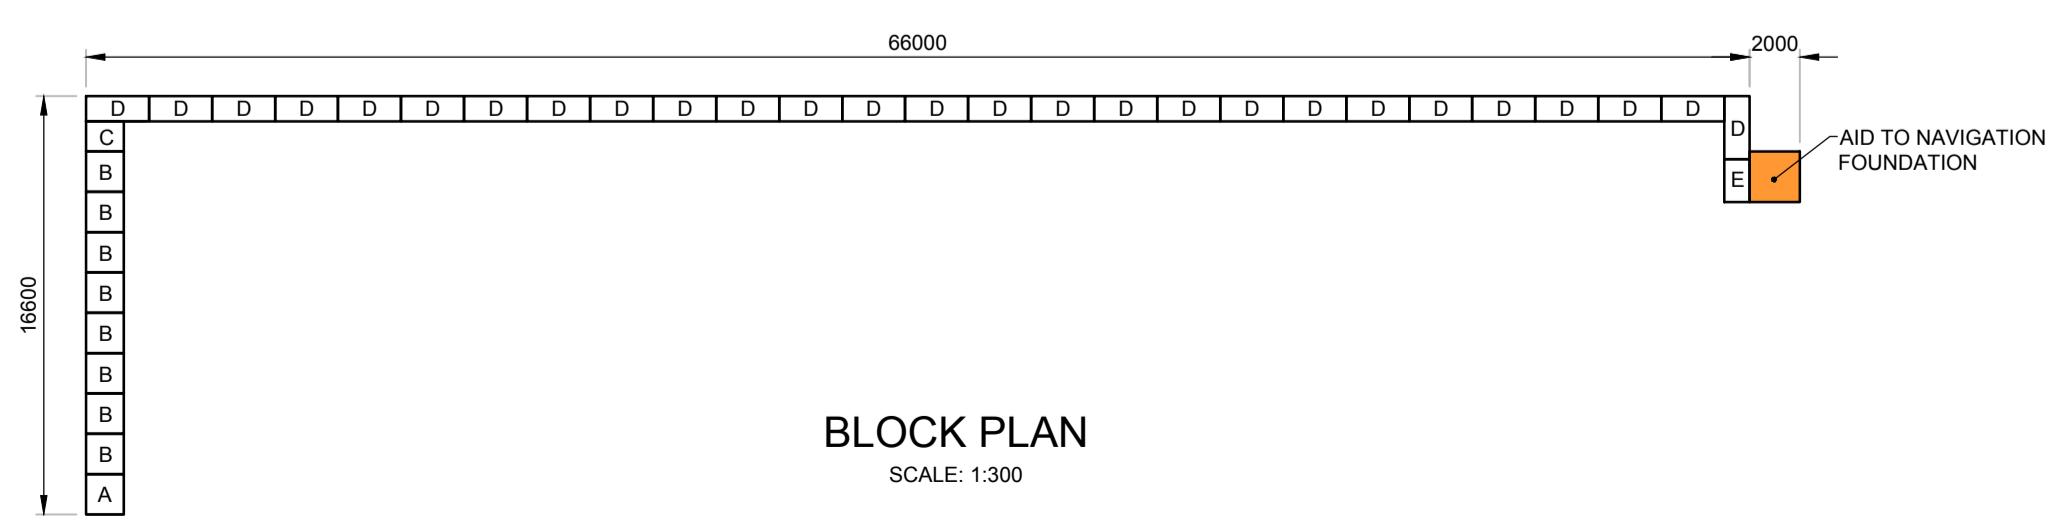 66000
2000
D D D D D D D D D D D D D D D D D D D D D D D D D D
D
C
AID TO NAVIGATION
FOUNDATION
B
E
B
B
B
16600
B
B
B
BLOCK PLAN
B
SCALE: 1:300
A